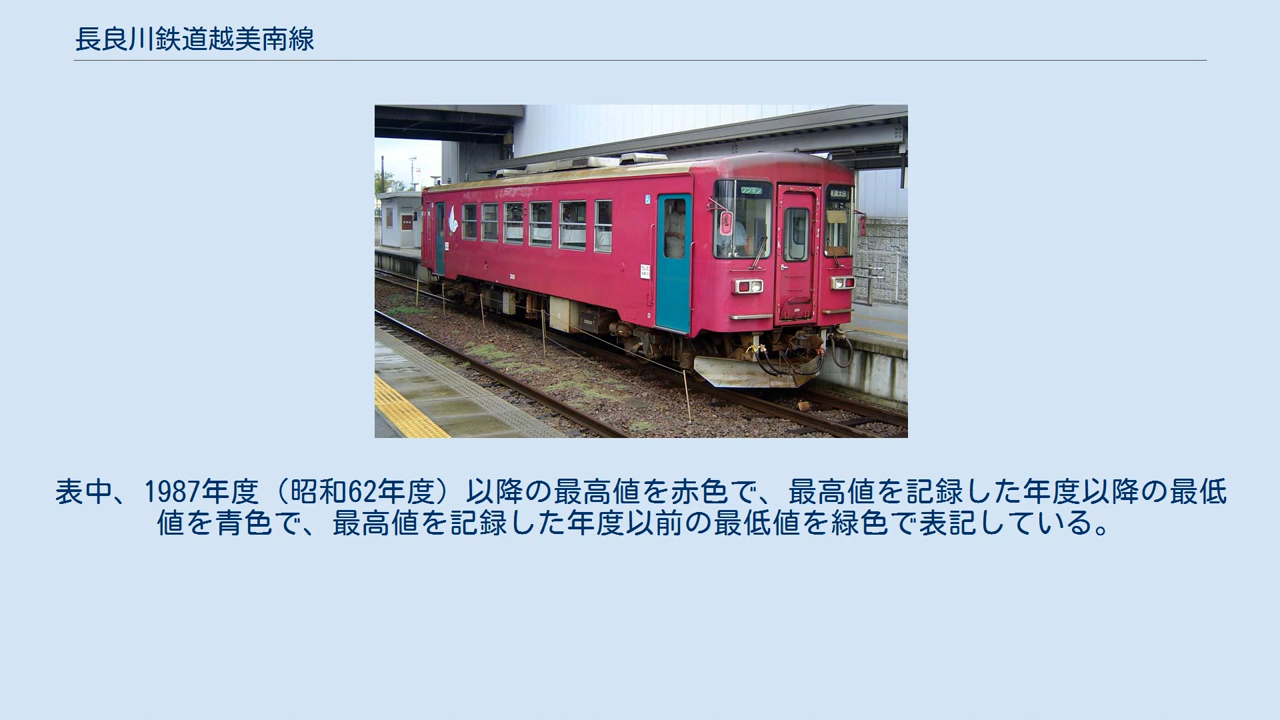 長良川鉄道越美南線
ワンマン
表中、1987年度（昭和62年度）以降の最高値を赤色で、最高値を記録した年度以降の最低
値を青色で、最高値を記録した年度以前の最低値を緑色で表記している。